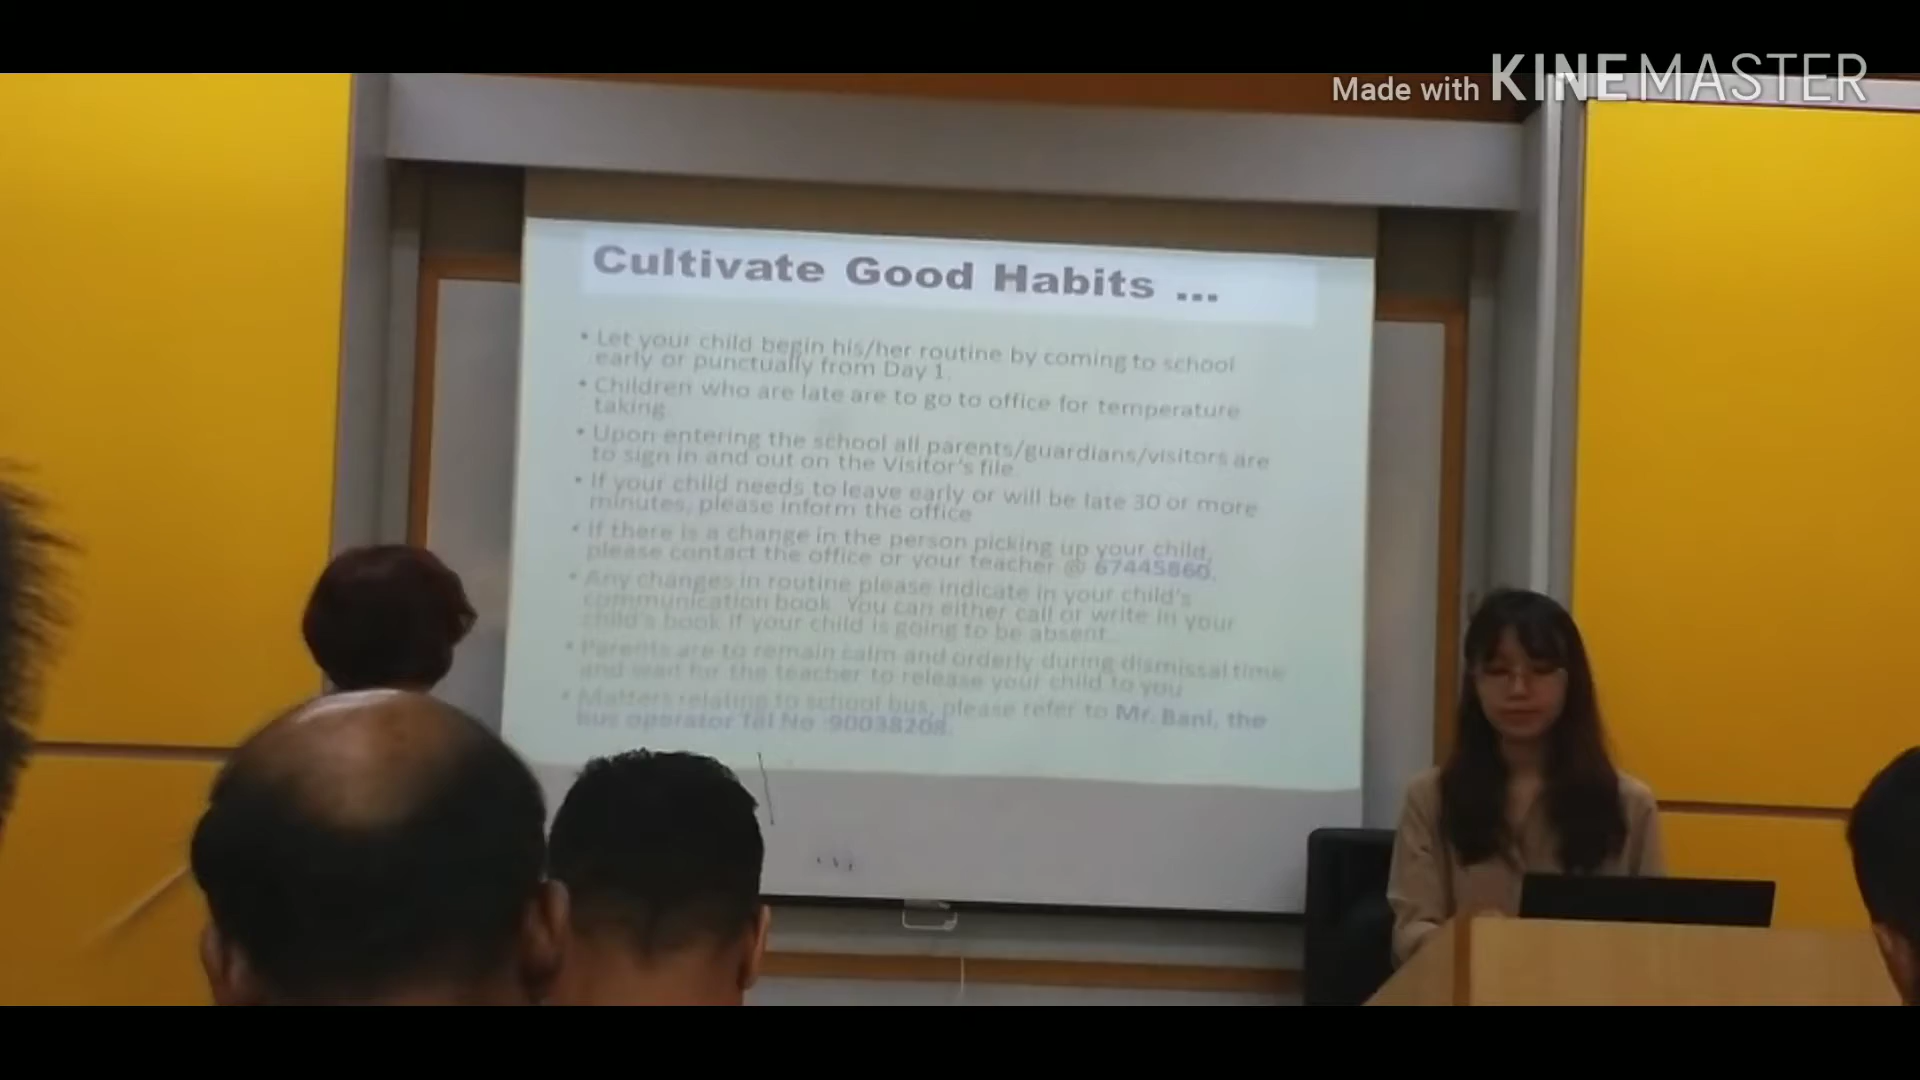 Made with KINEMASTER
Cultivate Good Habits ...
• Let your child begin his/her routine by coming to school
early or punctually from Day 1.
• Children who are late are to go to office for temperature
taking.
• Upon entering the school all parents/guardians/visitors are
to sign in and out on the Visitor's file.
• If your child needs to leave early or will be late 30 or more
minutes, please inform the office
• If there is a change in the person picking up your child,
please contact the office or your teacher @ 67445860.
• Any changes in routine please indicate in your child's
communication book. You can either call or write in your
child's book if your child is going to be absent.
• Parents are to remain calm and orderly during dismissal time
and wait for the teacher to release your child to you
• Matters relating to school bus, please refer to Mr. Bani, the
bus operator Tel No :90038208.